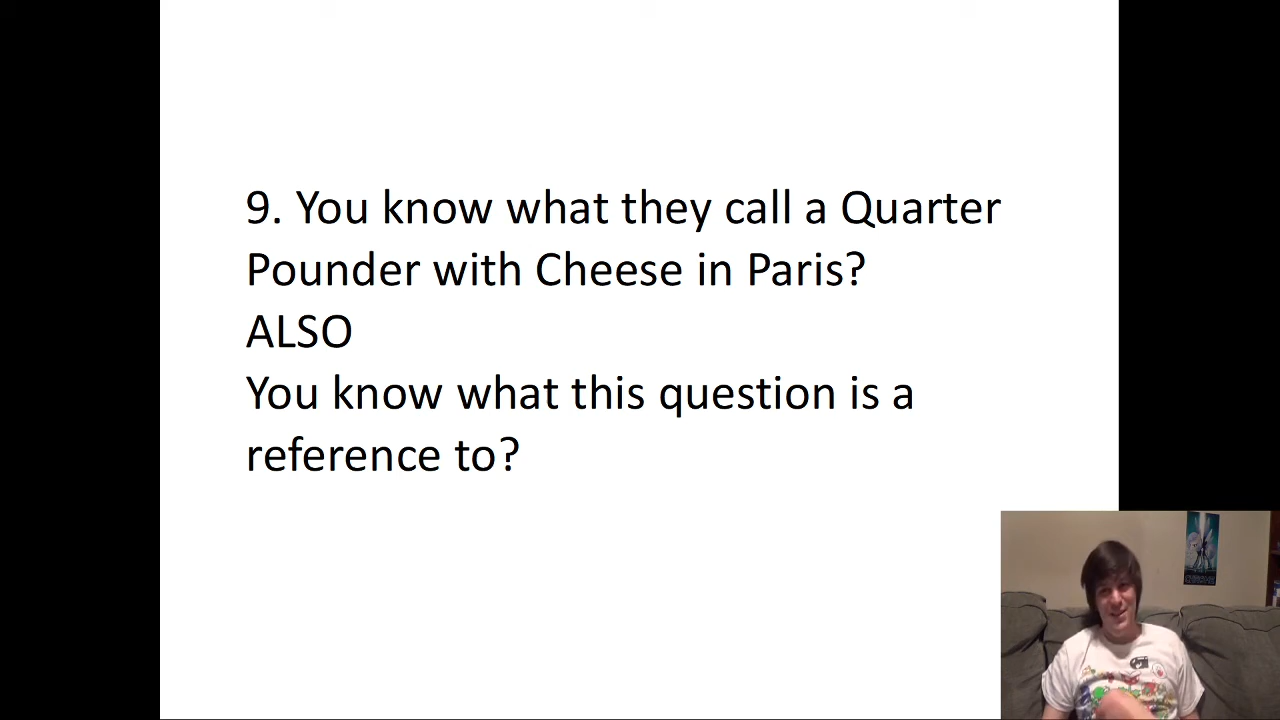 9. You know what they call a Quarter
Pounder with Cheese in Paris?
ALSO
You know what this question is a
reference to?